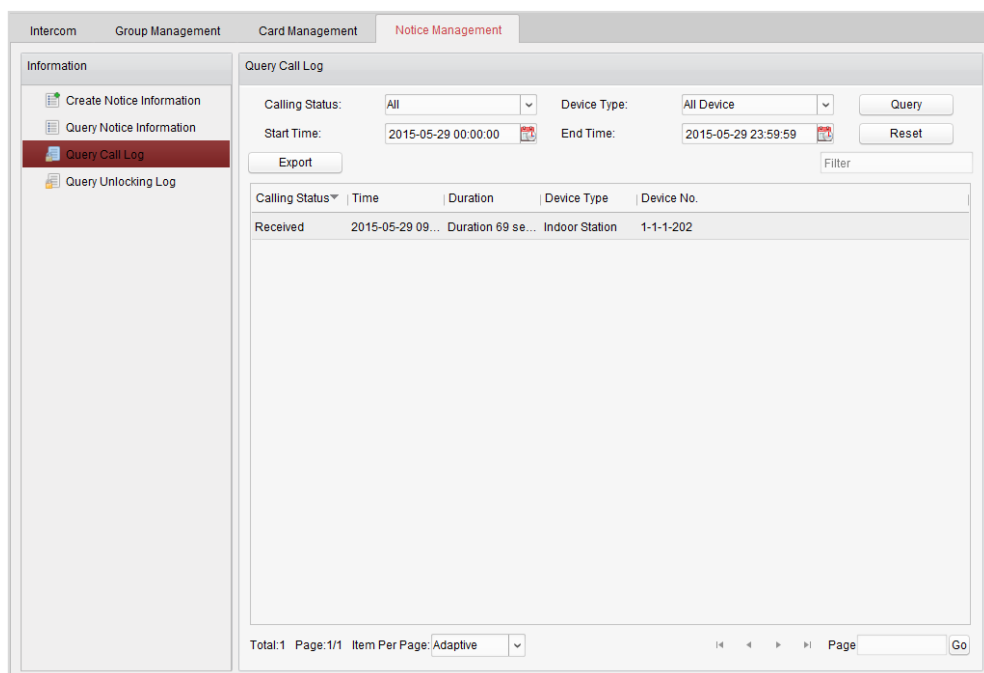 Intercom Group Management Card Management Notice Management
Information
Create Notice Information
Query Notice Information
Query Call Log
Query Unlocking Log
Query Call Log
Calling Status: All Device Type: All Device Query
Start Time: 2015-05-29 00:00:00 End Time: 2015-05-29 23:59:59 Reset
Export Filter
Calling Status Time Duration Device Type Device No.
Received 2015-05-29 09... Duration 69 se... Indoor Station 1-1-1-202
Total:1 Page:1/1 Item Per Page: Adaptive Page Go